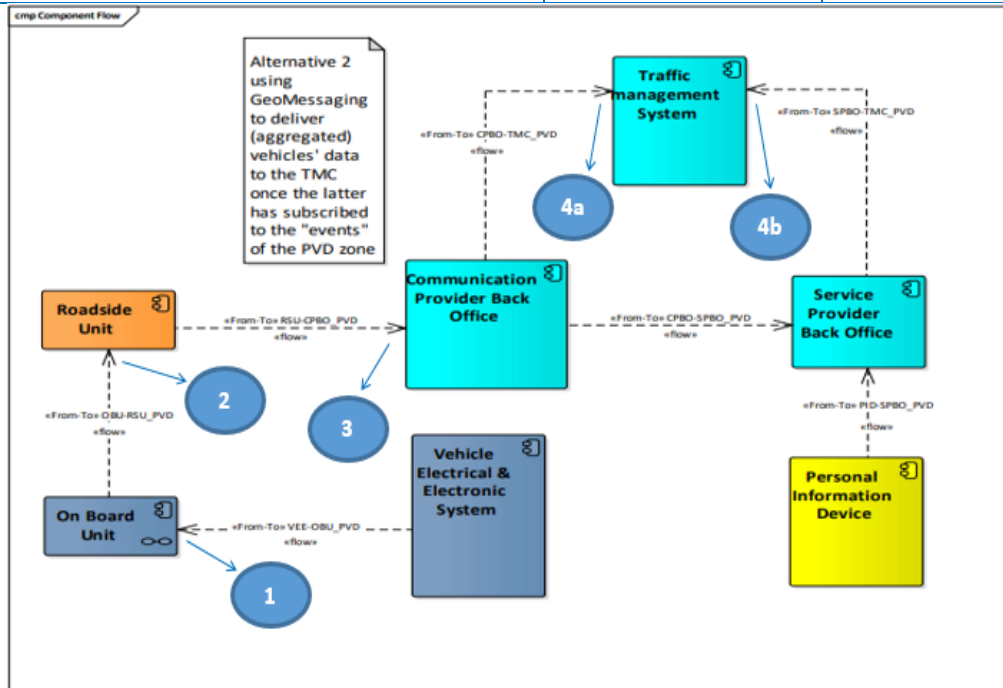 cmp Component Flow
Alternative 2
using
GeoMessaging
to deliver
(aggregated)
vehicles' data
to the TMC
once the latter
has subscribed
to the "events"
of the PVD zone
Traffic
management
System
«From-To» CPBO-TMC_PVD
«flow»
«From-To» SPBO-TMC_PVD
«flow»
4a
4b
Communication
Provider Back
Office
Service
Provider
Back Office
Roadside
Unit
«From-To» RSU-CPBO_PVD
«flow»
«From-To» CPBO-SPBO_PVD
«flow»
2
3
«From-To» OBU-RSU_PVD
«flow»
«From-To» PID-SPBO_PVD
«flow»
Vehicle
Electrical &
Electronic
System
Personal
Information
Device
On Board
Unit
«From-To» VEE-OBU_PVD
«flow»
1